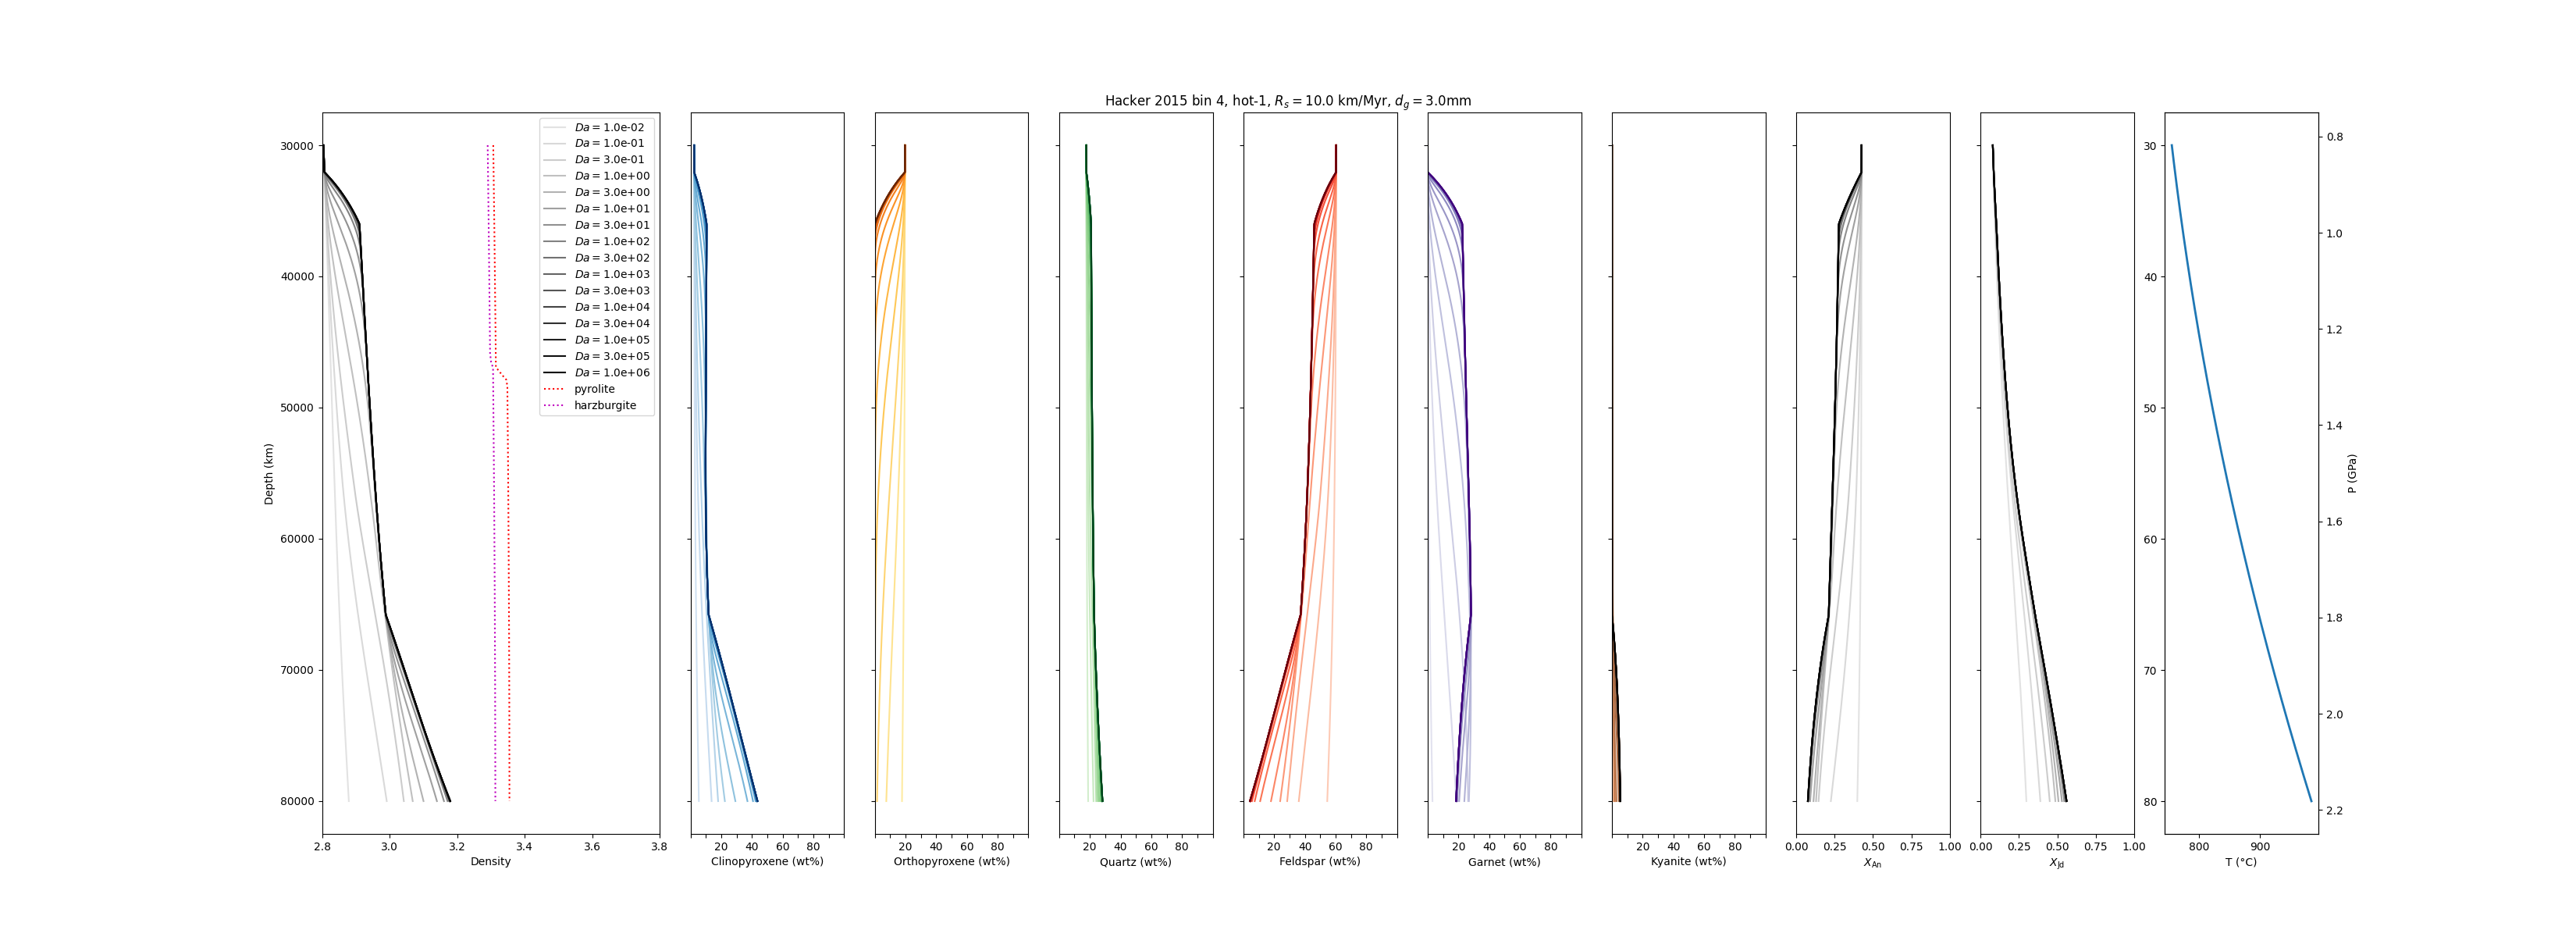 Hacker 2015 bin 4, hot-1, R_s = 10.0 km/Myr, d_g = 3.0mm
Da = 1.0e-02
Da = 1.0e-01
Da = 3.0e-01
Da = 1.0e+00
Da = 3.0e+00
Da = 1.0e+01
Da = 3.0e+01
Da = 1.0e+02
Da = 3.0e+02
Da = 1.0e+03
Da = 3.0e+03
Da = 1.0e+04
Da = 3.0e+04
Da = 1.0e+05
Da = 3.0e+05
Da = 1.0e+06
pyrolite
harzburgite
Depth (km)
30000
40000
50000
60000
70000
80000
2.8 3.0 3.2 3.4 3.6 3.8
Density
20 40 60 80
Clinopyroxene (wt%)
20 40 60 80
Orthopyroxene (wt%)
20 40 60 80
Quartz (wt%)
20 40 60 80
Feldspar (wt%)
20 40 60 80
Garnet (wt%)
20 40 60 80
Kyanite (wt%)
0.00 0.25 0.50 0.75 1.00
X_An
0.00 0.25 0.50 0.75 1.00
X_Jd
30
40
50
60
70
80
800 900
T (°C)
0.8
1.0
1.2
1.4
1.6
1.8
2.0
2.2
P (GPa)